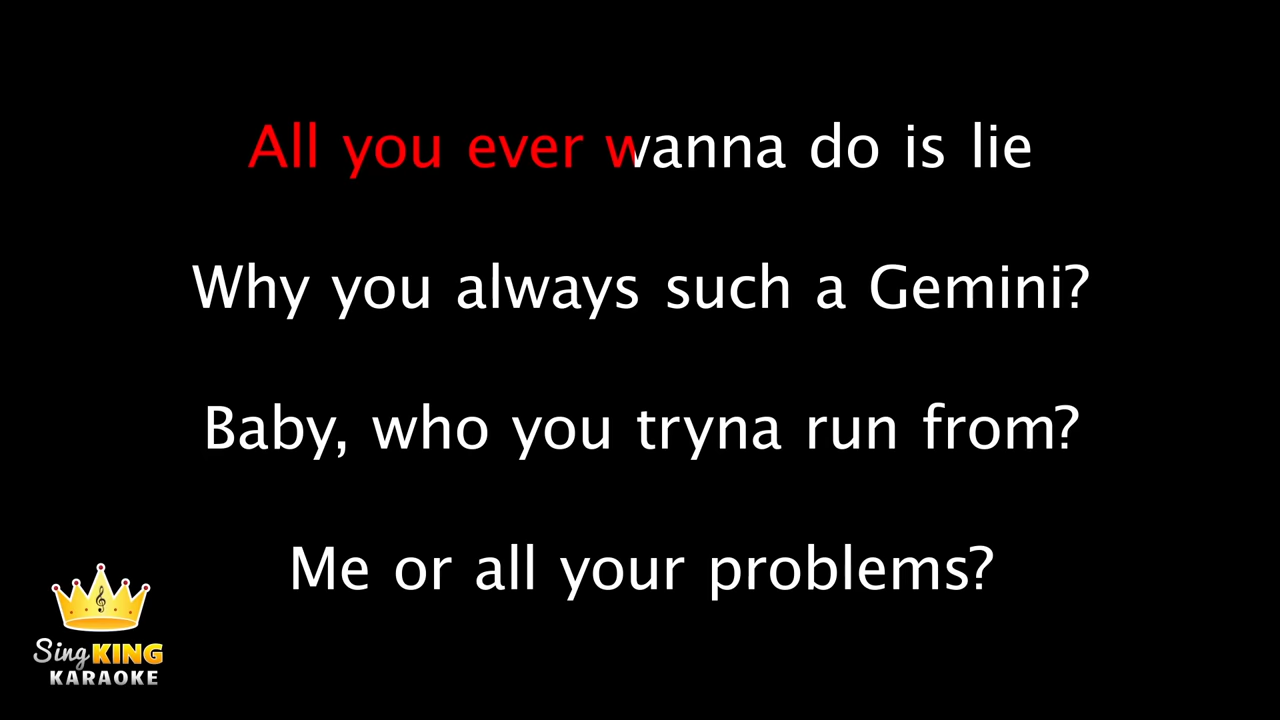 All you ever wanna do is lie
Why you always such a Gemini?
Baby, who you tryna run from?
Me or all your problems?
Sing KING
KARAOKE